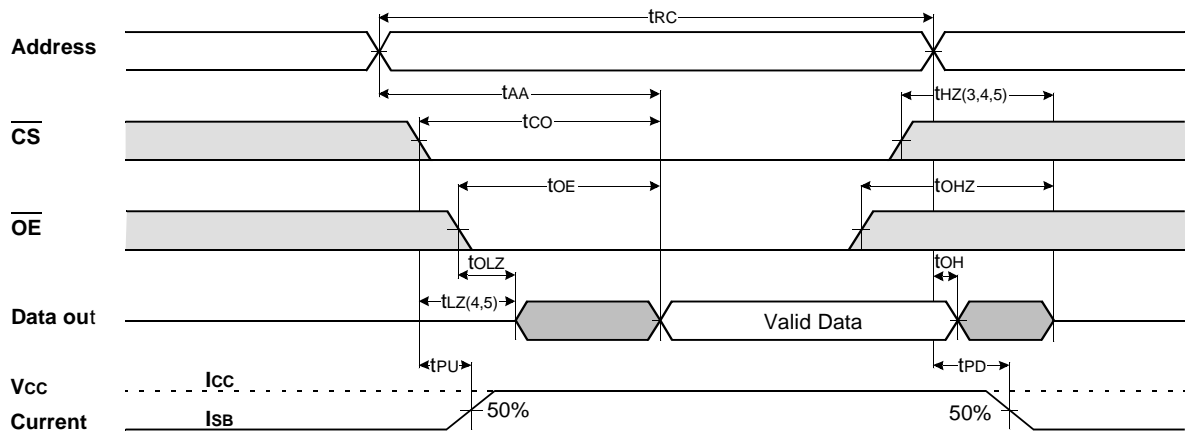 tRC
Address
tAA
tHZ(3,4,5)
tCO
CS
tOE
tOHZ
OE
tOLZ
tOH
tLZ(4,5)
Data out
Valid Data
tPU
tPD
ICC
VCC
50%
50%
ISB
Current